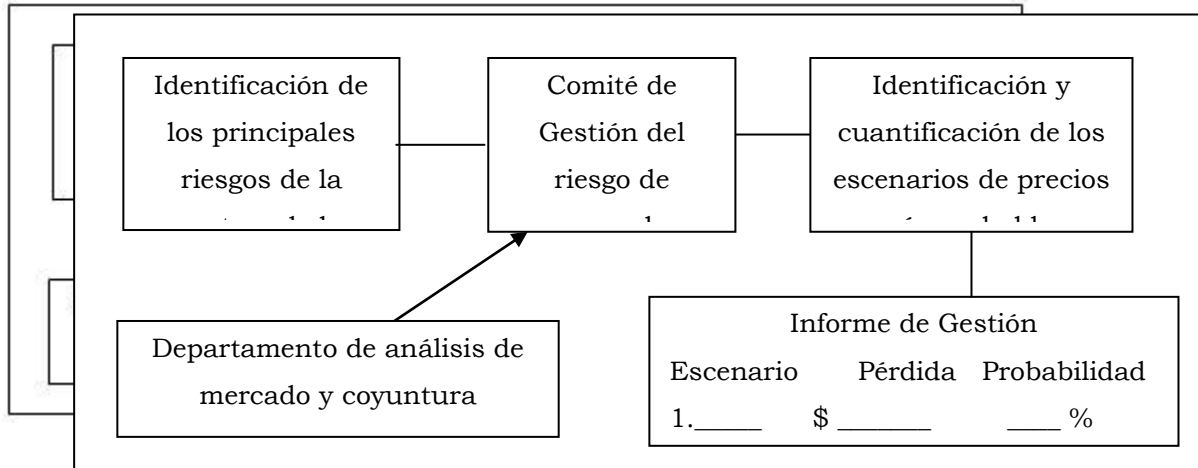 Identificación de
los principales
riesgos de la
Comité de
Gestión del
riesgo de
Identificación y
cuantificación de los
escenarios de precios
Departamento de análisis de
mercado y coyuntura
Informe de Gestión
Escenario Pérdida Probabilidad
1._____ $ _______ ____ %